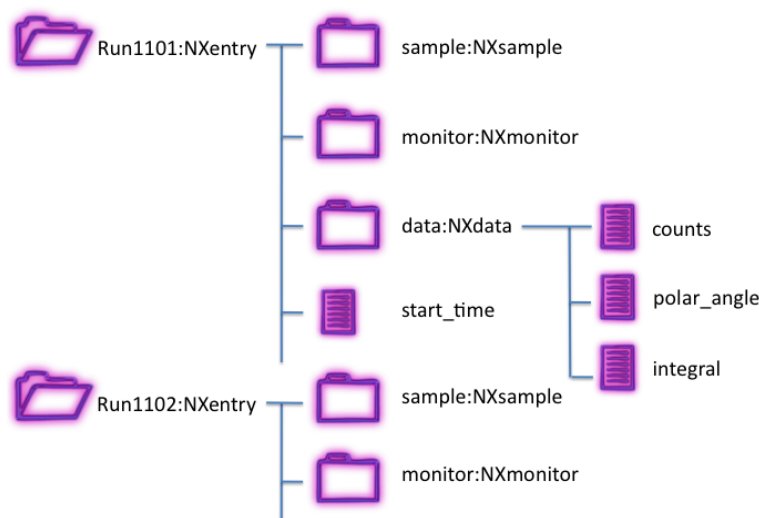 Run1101:NXentry
sample:NXsample
monitor:NXmonitor
data:NXdata
counts
polar_angle
start_time
integral
Run1102:NXentry
sample:NXsample
monitor:NXmonitor